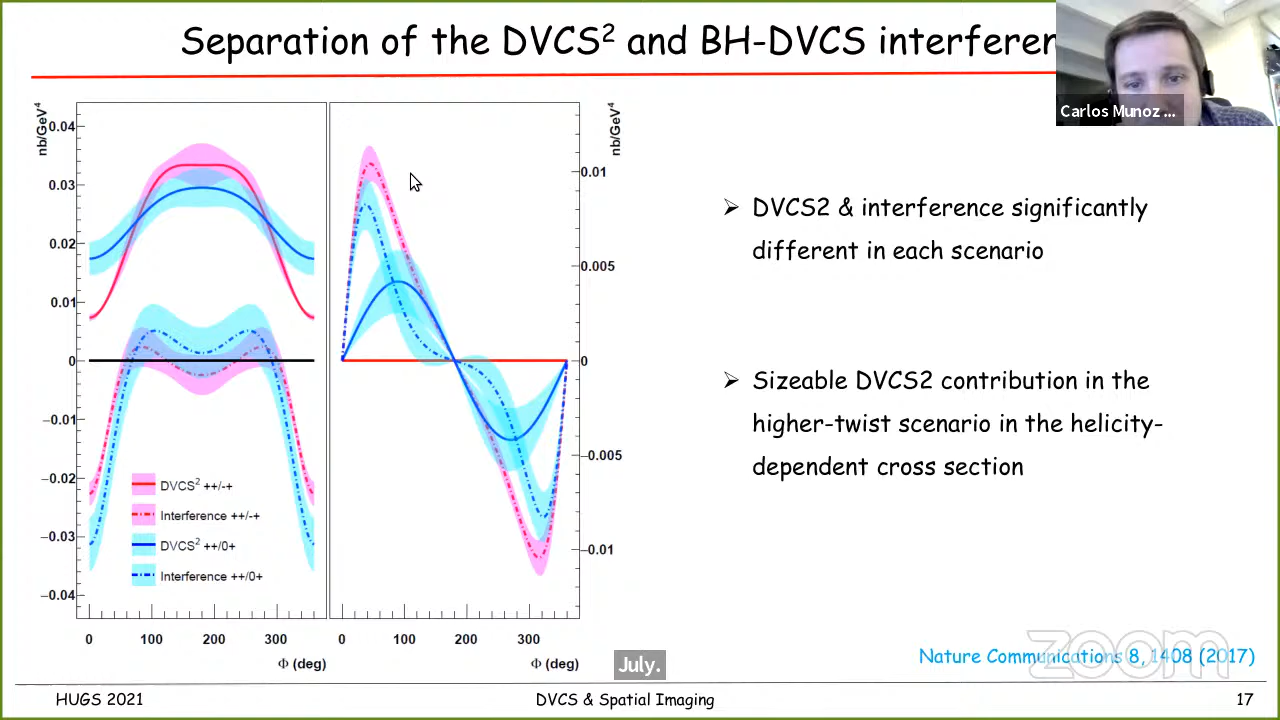 Separation of the DVCS² and BH-DVCS interferen
Carlos Munoz ...
nb/GeV⁴
0.04
0.03
0.02
0.01
0
−0.01
−0.02
−0.03
−0.04
DVCS² ++/-+
Interference ++/-+
DVCS² ++/0+
Interference ++/0+
0 100 200 300
Φ (deg)
nb/GeV⁴
0.01
0.005
0
−0.005
−0.01
0 100 200 300
Φ (deg)
➢ DVCS2 & interference significantly
different in each scenario
➢ Sizeable DVCS2 contribution in the
higher-twist scenario in the helicity-
dependent cross section
July.
Nature Communications 8, 1408 (2017)
zoom
HUGS 2021
DVCS & Spatial Imaging
17